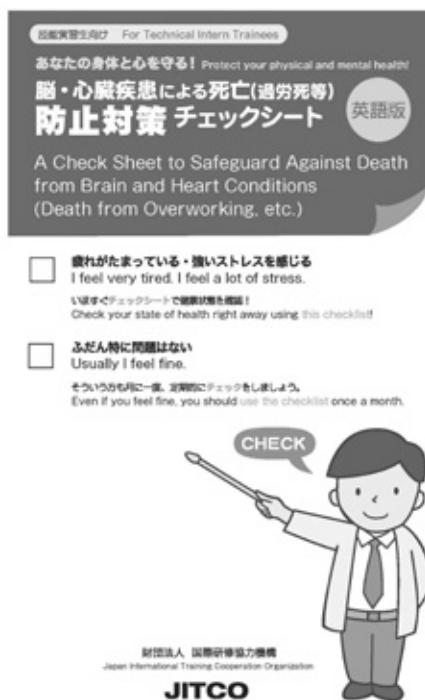 技能実習生向け For Technical Intern Trainees
あなたの身体と心を守る! Protect your physical and mental health!
脳・心臓疾患による死亡(過労死等)
防止対策 チェックシート
英語版
A Check Sheet to Safeguard Against Death
from Brain and Heart Conditions
(Death from Overworking, etc.)
疲れがたまっている・強いストレスを感じる
I feel very tired. I feel a lot of stress.
いますぐチェックシートで健康状態を確認!
Check your state of health right away using this checklist!
ふだん特に問題はない
Usually I feel fine.
そういう方も月に一度、定期的にチェックをしましょう。
Even if you feel fine, you should use the checklist once a month.
CHECK
財団法人 国際研修協力機構
Japan International Training Cooperation Organization
JITCO